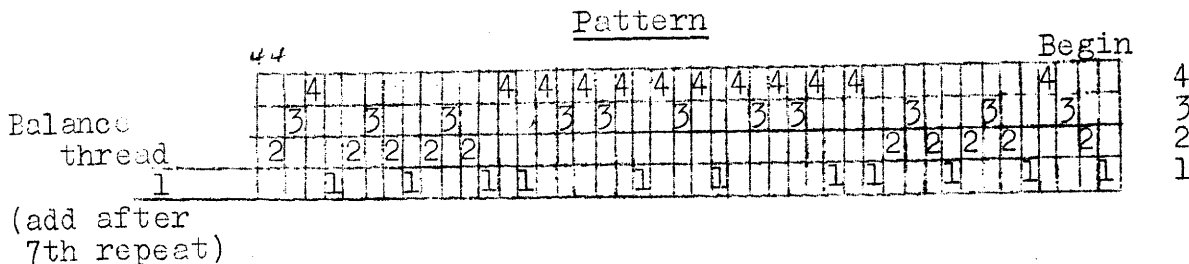 Pattern
44 Begin
4 4 4 4 4 4 4 4 4 4 4 4 4
Balance 3 3 3 3 3 3 3 3 3 3 3 3
thread 2 2 2 2 2 2 2 2 2 2 2
1 1 1 1 1 1 1 1 1 1 1 1 1
(add after
7th repeat)